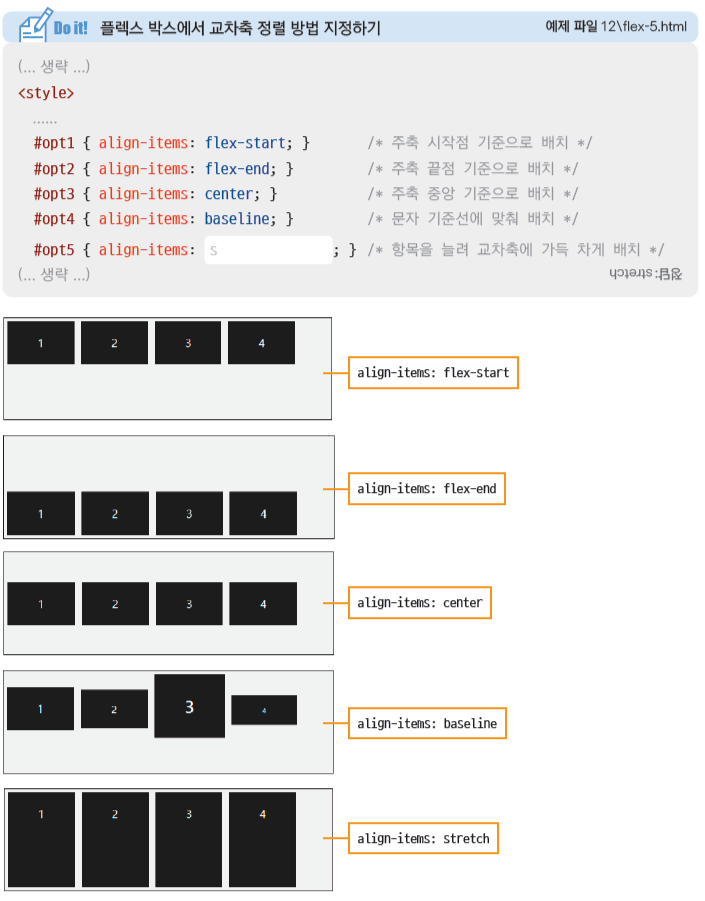 Do it! 플렉스 박스에서 교차축 정렬 방법 지정하기 예제 파일 12\flex-5.html
(... 생략 ...)
<style>
......
#opt1 { align-items: flex-start; } /* 주축 시작점 기준으로 배치 */
#opt2 { align-items: flex-end; } /* 주축 끝점 기준으로 배치 */
#opt3 { align-items: center; } /* 주축 중앙 기준으로 배치 */
#opt4 { align-items: baseline; } /* 문자 기준선에 맞춰 배치 */
#opt5 { align-items: s ; } /* 항목을 늘려 교차축에 가득 차게 배치 */
(... 생략 ...) 정답: stretch
1 2 3 4
align-items: flex-start
1 2 3 4
align-items: flex-end
1 2 3 4
align-items: center
1 2 3 4
align-items: baseline
1 2 3 4
align-items: stretch